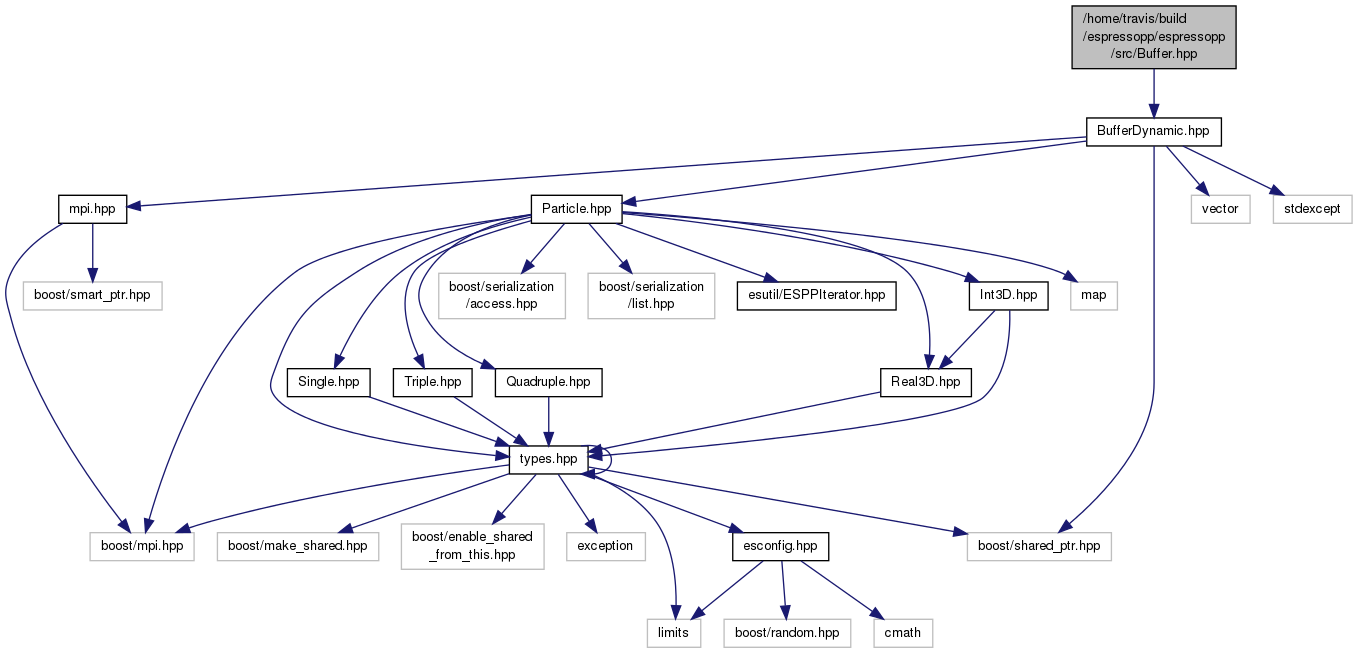 /home/travis/build
/espressopp/espressopp
/src/Buffer.hpp
BufferDynamic.hpp
mpi.hpp
Particle.hpp
vector
stdexcept
boost/smart_ptr.hpp
boost/serialization
/access.hpp
boost/serialization
/list.hpp
esutil/ESPPIterator.hpp
Int3D.hpp
map
Single.hpp
Triple.hpp
Quadruple.hpp
Real3D.hpp
types.hpp
boost/mpi.hpp
boost/make_shared.hpp
boost/enable_shared
_from_this.hpp
exception
esconfig.hpp
boost/shared_ptr.hpp
limits
boost/random.hpp
cmath